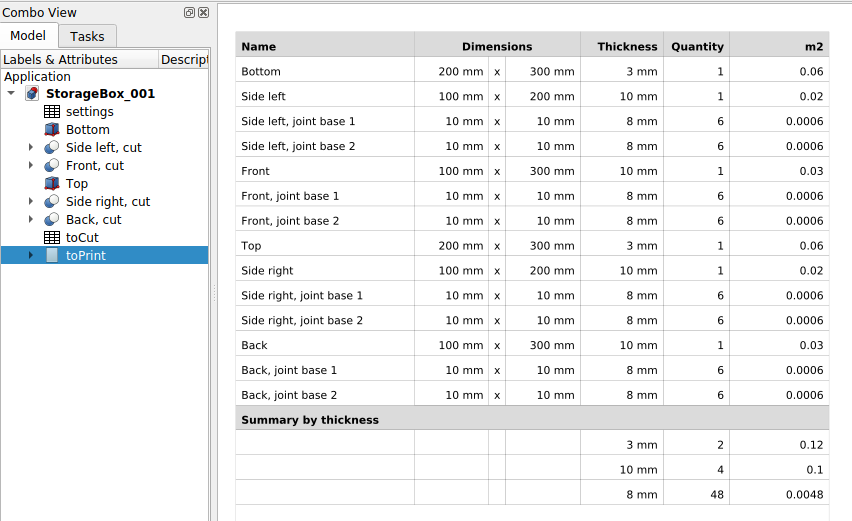 Combo View
Model Tasks
Labels & Attributes Descript
Application
StorageBox_001
settings
Bottom
Side left, cut
Front, cut
Top
Side right, cut
Back, cut
toCut
toPrint
Name Dimensions Thickness Quantity m2
Bottom 200 mm x 300 mm 3 mm 1 0.06
Side left 100 mm x 200 mm 10 mm 1 0.02
Side left, joint base 1 10 mm x 10 mm 8 mm 6 0.0006
Side left, joint base 2 10 mm x 10 mm 8 mm 6 0.0006
Front 100 mm x 300 mm 10 mm 1 0.03
Front, joint base 1 10 mm x 10 mm 8 mm 6 0.0006
Front, joint base 2 10 mm x 10 mm 8 mm 6 0.0006
Top 200 mm x 300 mm 3 mm 1 0.06
Side right 100 mm x 200 mm 10 mm 1 0.02
Side right, joint base 1 10 mm x 10 mm 8 mm 6 0.0006
Side right, joint base 2 10 mm x 10 mm 8 mm 6 0.0006
Back 100 mm x 300 mm 10 mm 1 0.03
Back, joint base 1 10 mm x 10 mm 8 mm 6 0.0006
Back, joint base 2 10 mm x 10 mm 8 mm 6 0.0006
Summary by thickness
3 mm 2 0.12
10 mm 4 0.1
8 mm 48 0.0048